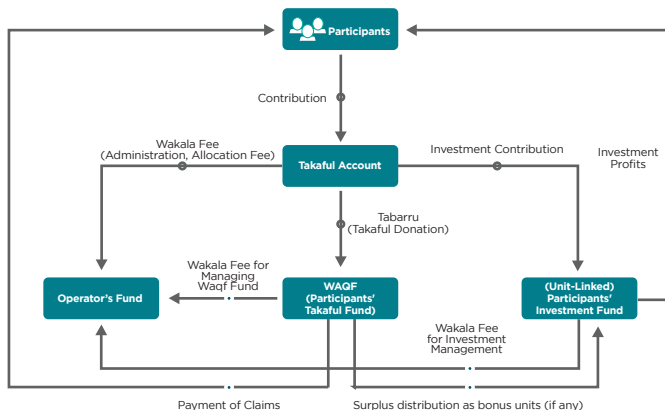 Participants
Contribution
Wakala Fee
(Administration, Allocation Fee)
Takaful Account
Investment Contribution
Investment
Profits
Tabarru
(Takaful Donation)
Wakala Fee for
Managing
Waqf Fund
Operator's Fund
WAQF
(Participants'
Takaful Fund)
(Unit-Linked)
Participants'
Investment Fund
Wakala Fee
for Investment
Management
Payment of Claims
Surplus distribution as bonus units (if any)